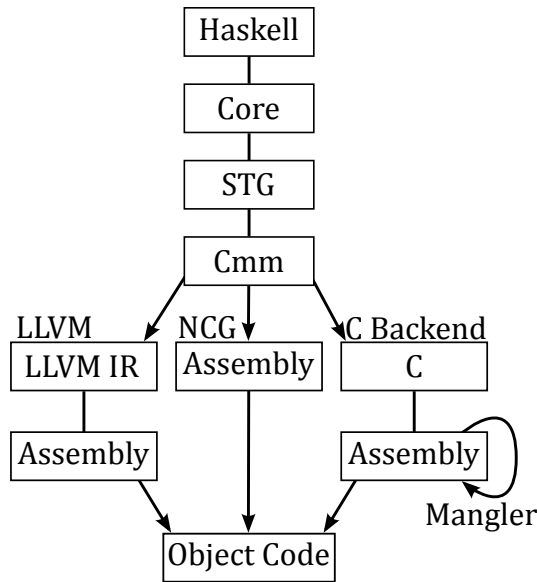 Haskell
Core
STG
Cmm
LLVM
NCG
C Backend
LLVM IR
Assembly
C
Assembly
Assembly
Mangler
Object Code